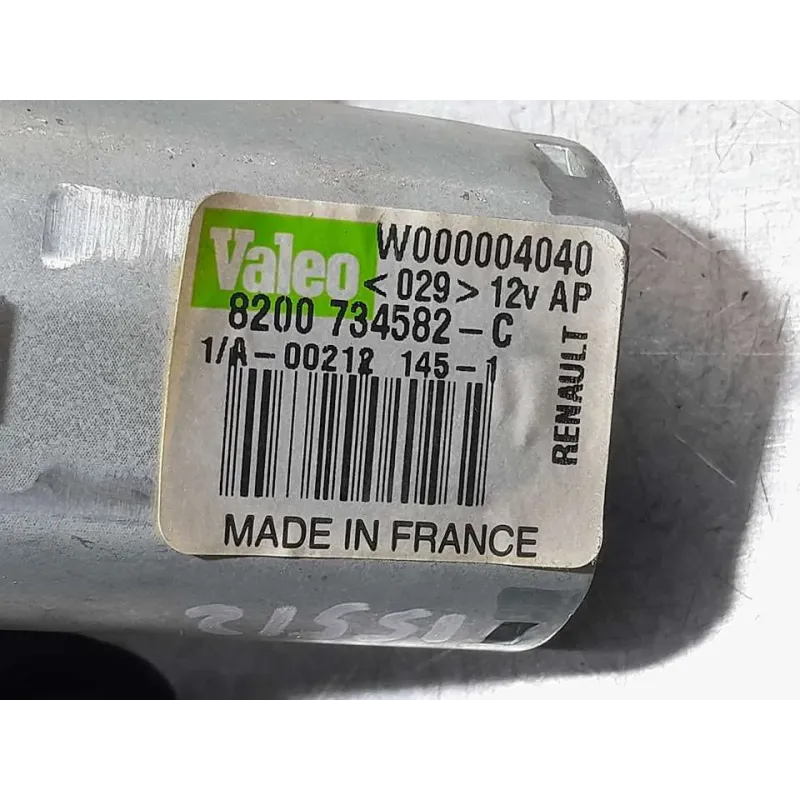 Valeo W000004040
<029> 12v AP
8200 734582-C
1/A-00212 145-1
RENAULT
MADE IN FRANCE